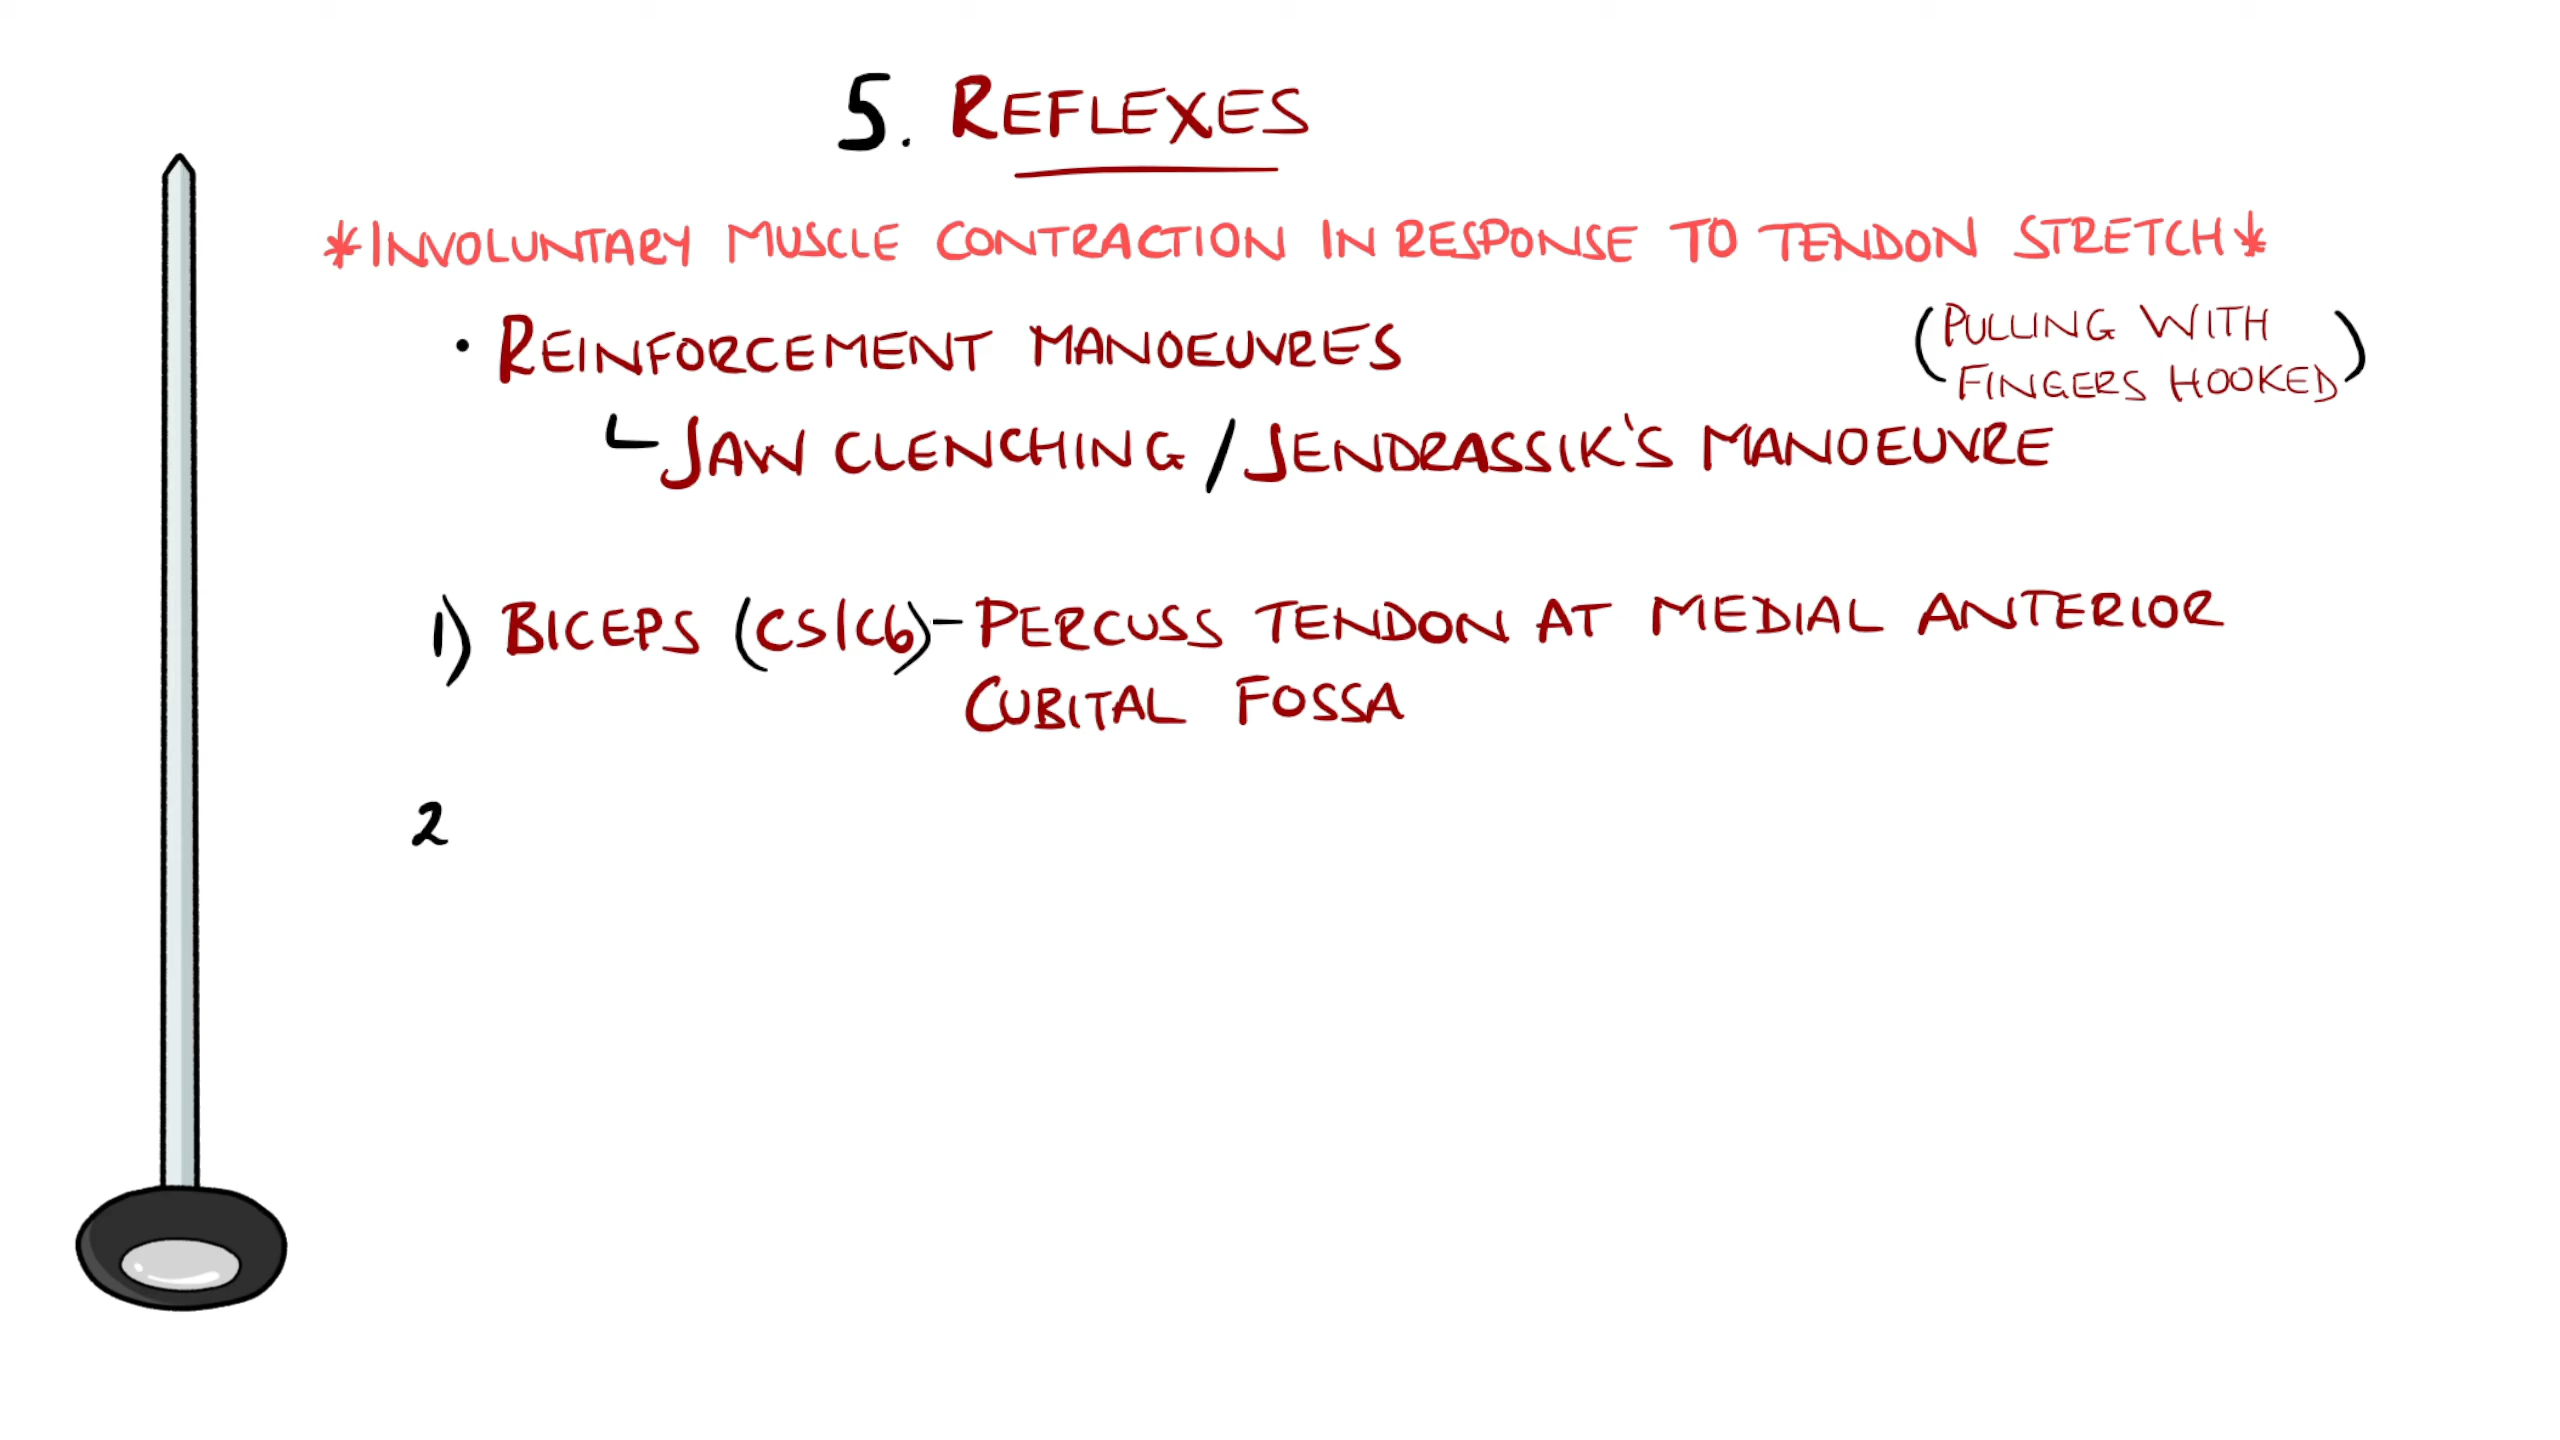 5. REFLEXES
*INVOLUNTARY MUSCLE CONTRACTION IN RESPONSE TO TENDON STRETCH*
• REINFORCEMENT MANOEUVRES
(PULLING WITH
FINGERS HOOKED)
JAW CLENCHING / JENDRASSIK'S MANOEUVRE
1) BICEPS (C5/C6) - PERCUSS TENDON AT MEDIAL ANTERIOR
CUBITAL FOSSA
2